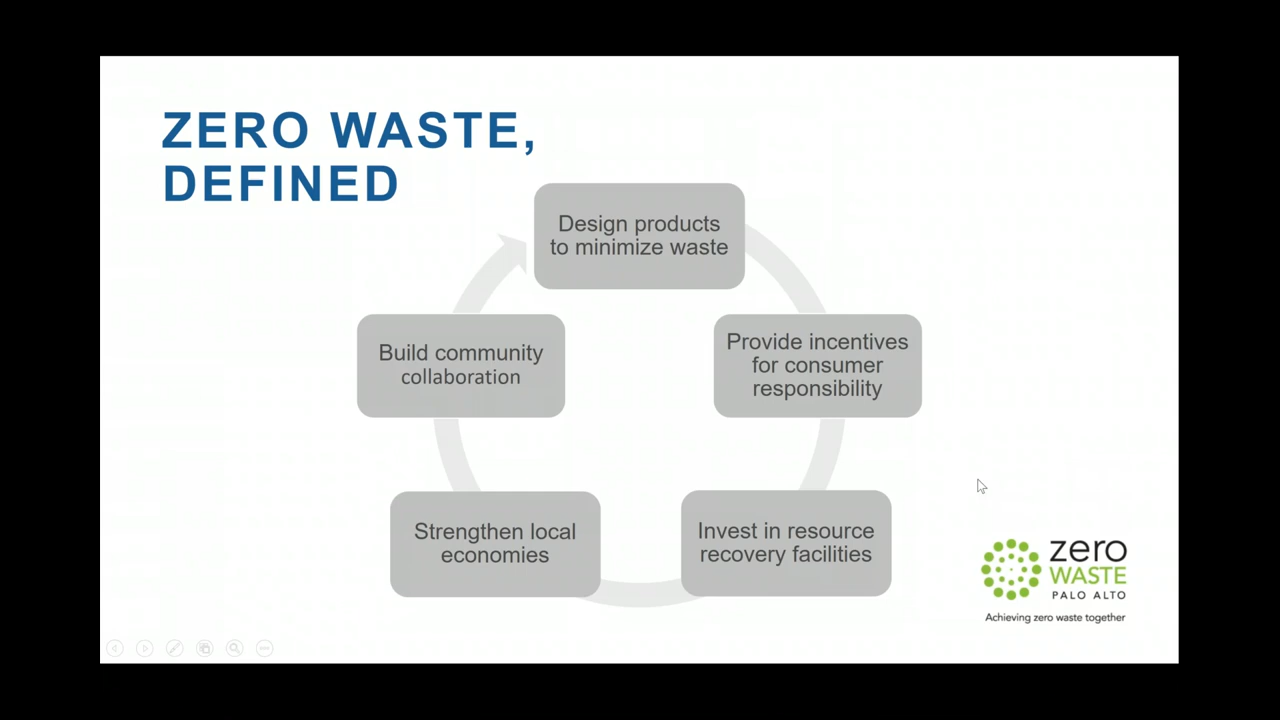 ZERO WASTE,
DEFINED
Design products
to minimize waste
Provide incentives
for consumer
responsibility
Invest in resource
recovery facilities
Strengthen local
economies
Build community
collaboration
zero
WASTE
PALO ALTO
Achieving zero waste together